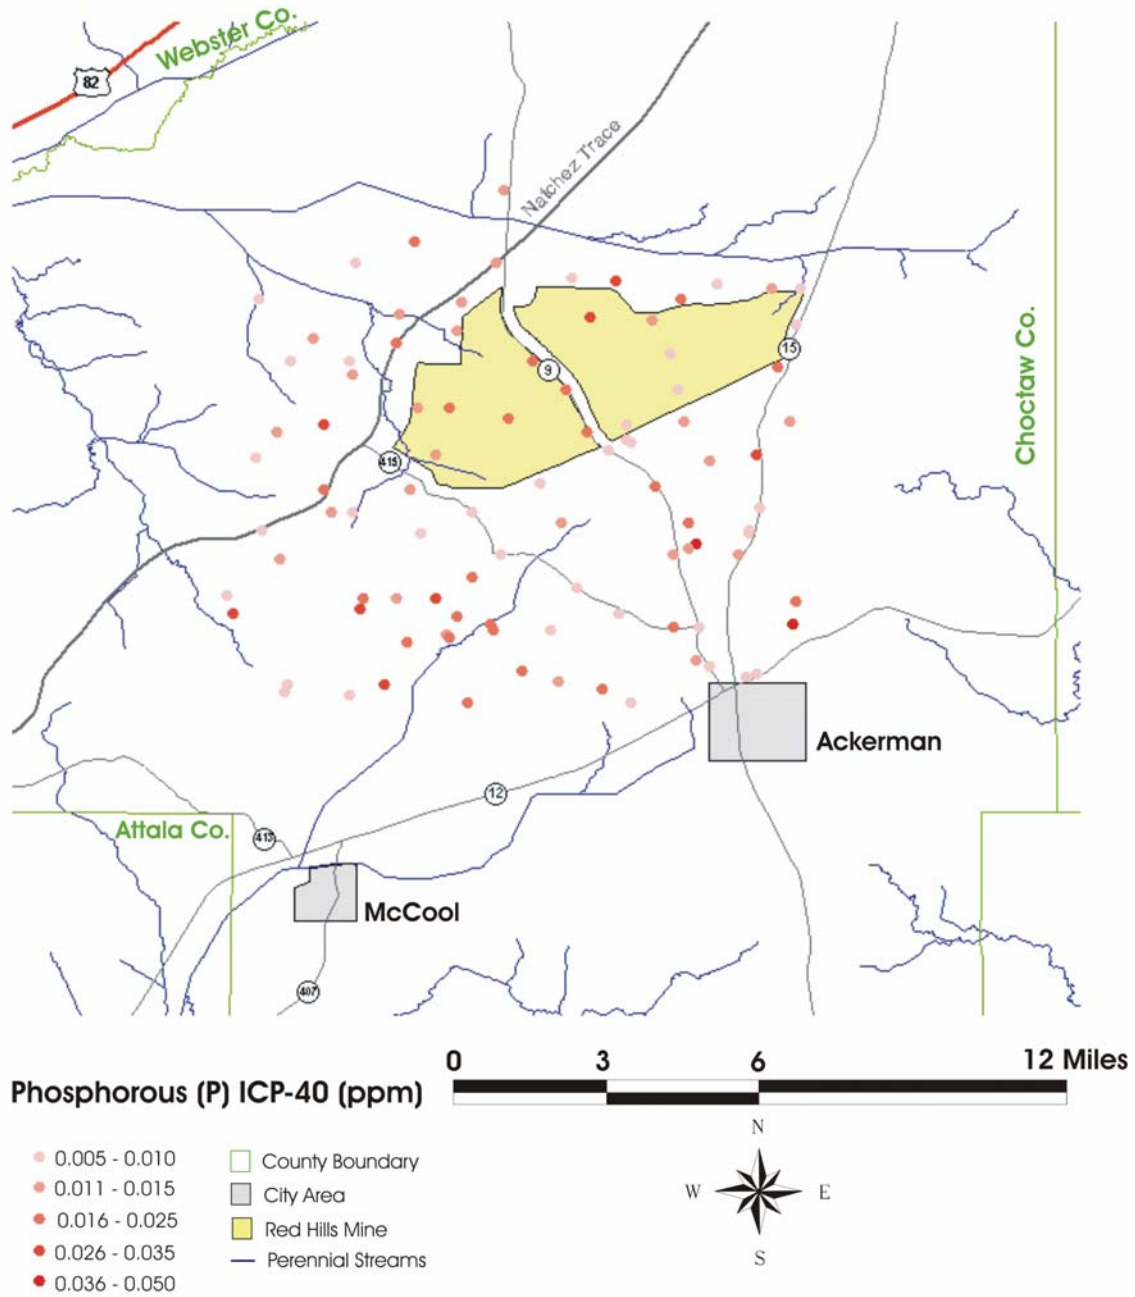 Webster Co.
82
Natchez Trace
15
9
Choctaw Co.
415
Ackerman
12
Attala Co.
413
McCool
407
0 3 6 12 Miles
Phosphorous (P) ICP-40 (ppm)
N
0.005 - 0.010 County Boundary
0.011 - 0.015 City Area W E
0.016 - 0.025 Red Hills Mine
0.026 - 0.035 Perennial Streams S
0.036 - 0.050